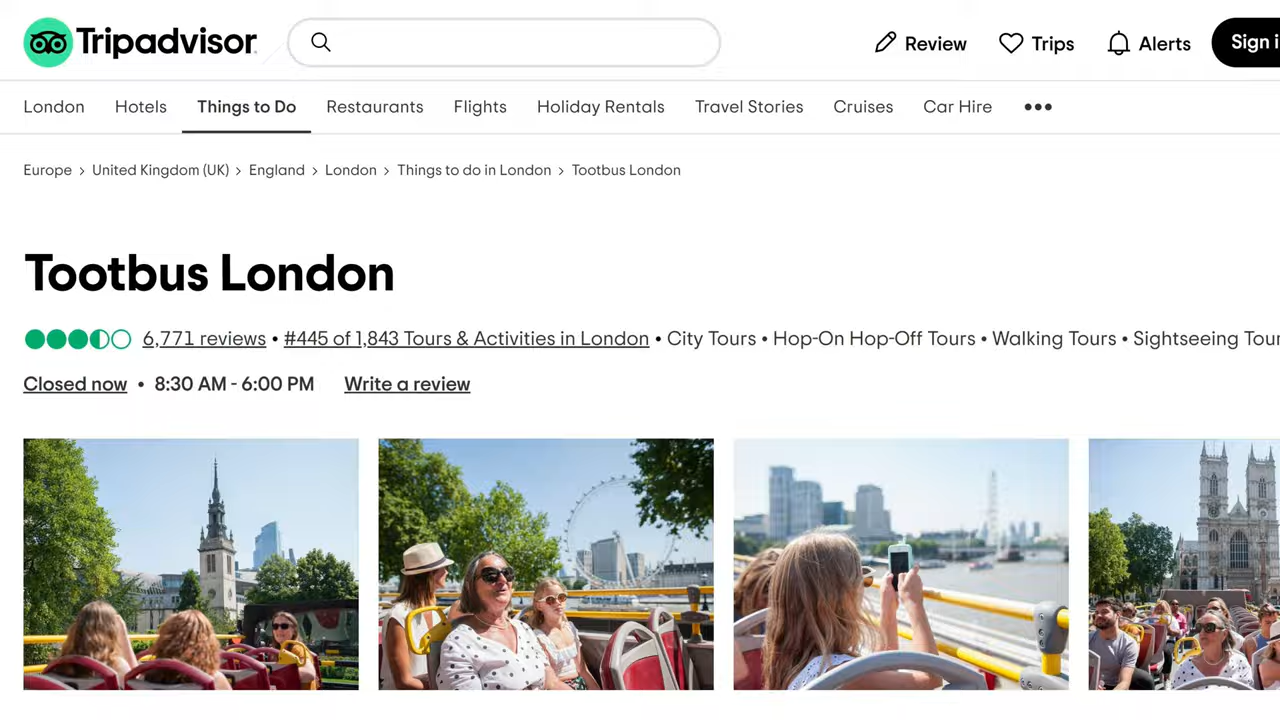 Tripadvisor
Review
Trips
Alerts
Sign i
London
Hotels
Things to Do
Restaurants
Flights
Holiday Rentals
Travel Stories
Cruises
Car Hire
•••
Europe > United Kingdom (UK) > England > London > Things to do in London > Tootbus London
Tootbus London
6,771 reviews • #445 of 1,843 Tours & Activities in London • City Tours • Hop-On Hop-Off Tours • Walking Tours • Sightseeing Tour
Closed now • 8:30 AM - 6:00 PM Write a review